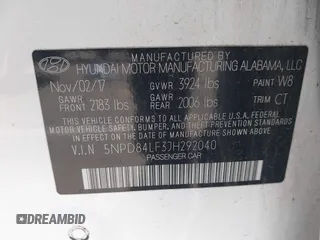 MANUFACTURED BY
HYUNDAI MOTOR MANUFACTURING ALABAMA, LLC
Nov/02/17 GVWR 3924 lbs PAINT W8
GAWR FRONT 2183 lbs GAWR REAR 2006 lbs TRIM CT
THIS VEHICLE CONFORMS TO ALL APPLICABLE
FEDERAL MOTOR VEHICLE SAFETY, BUMPER, AND
THEFT PREVENTION STANDARDS IN EFFECT ON
THE DATE OF MANUFACTURE SHOWN ABOVE.
V.I.N 5NPD84LF3JH292040
PASSENGER CAR
© DREAMBID
DREAMBID.COM